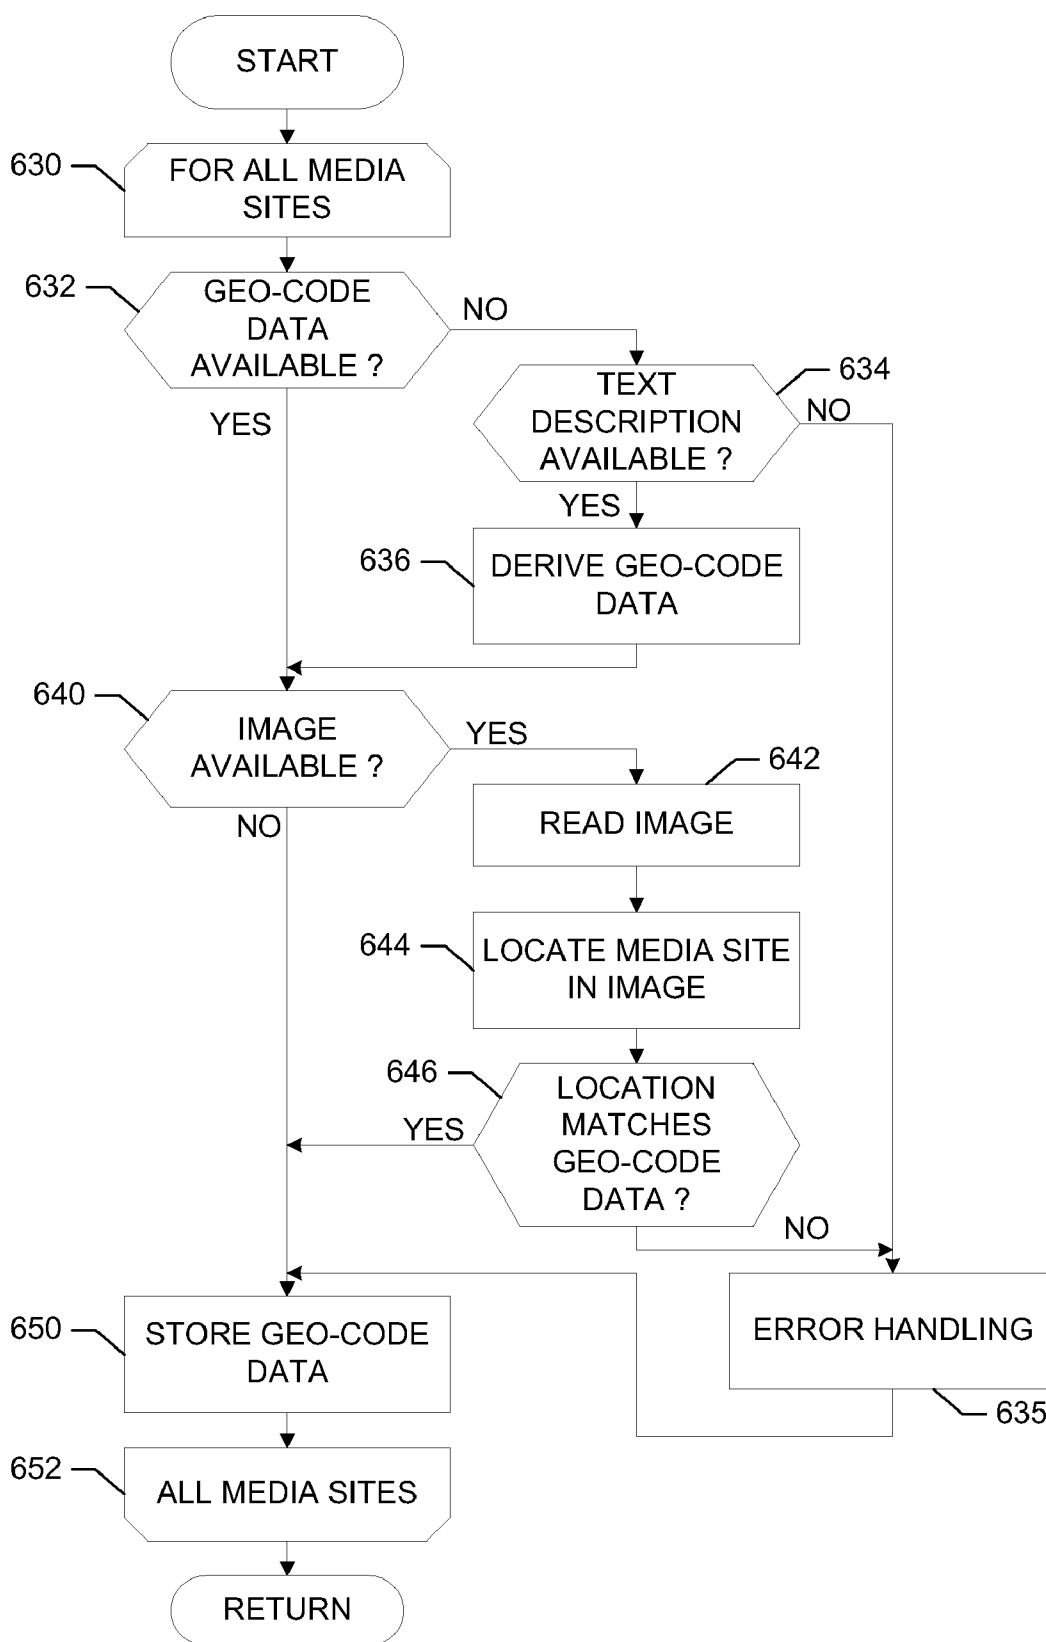 START
630
FOR ALL MEDIA
SITES
632
GEO-CODE
DATA
AVAILABLE ?
NO
YES
634
TEXT
DESCRIPTION
AVAILABLE ?
NO
YES
636
DERIVE GEO-CODE
DATA
640
IMAGE
AVAILABLE ?
YES
NO
642
READ IMAGE
644
LOCATE MEDIA SITE
IN IMAGE
646
LOCATION
MATCHES
GEO-CODE
DATA ?
YES
NO
650
STORE GEO-CODE
DATA
ERROR HANDLING
635
652
ALL MEDIA SITES
RETURN